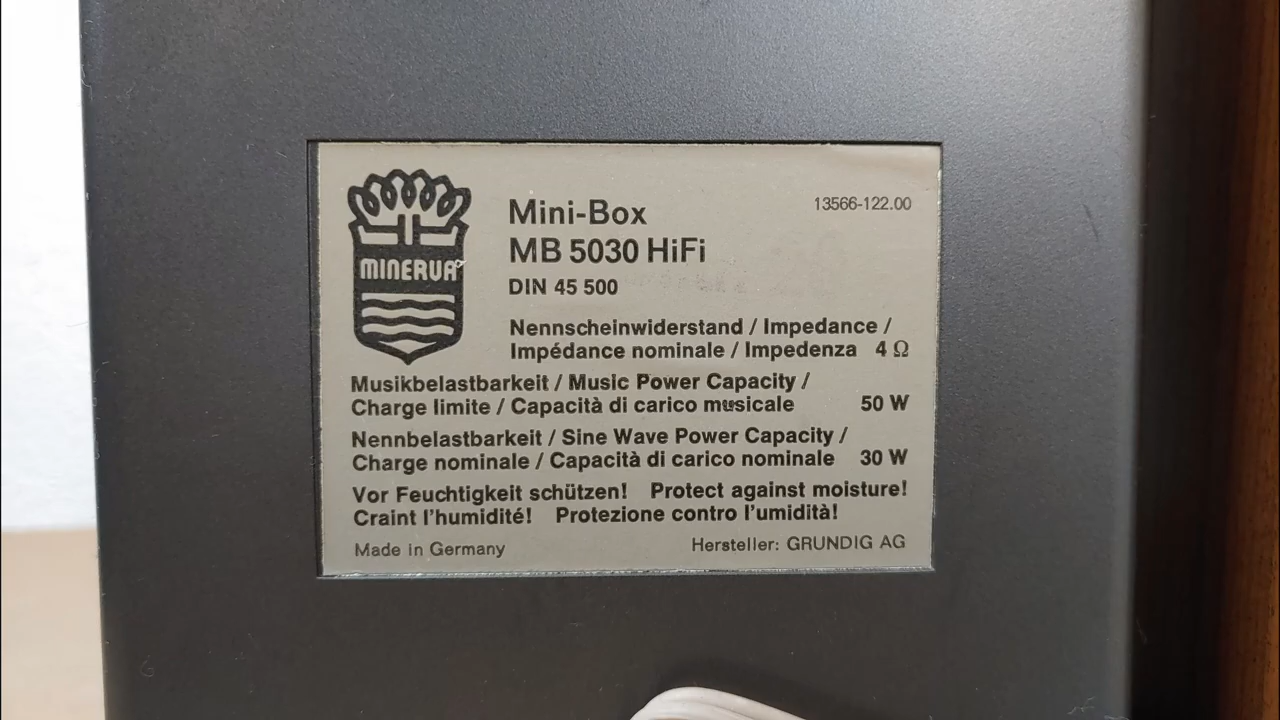 MINERVA
Mini-Box
13566-122.00
MB 5030 HiFi
DIN 45 500
Nennscheinwiderstand / Impedance /
Impédance nominale / Impedenza 4 Ω
Musikbelastbarkeit / Music Power Capacity /
Charge limite / Capacità di carico musicale 50 W
Nennbelastbarkeit / Sine Wave Power Capacity /
Charge nominale / Capacità di carico nominale 30 W
Vor Feuchtigkeit schützen! Protect against moisture!
Craint l'humidité! Protezione contro l'umidità!
Made in Germany
Hersteller: GRUNDIG AG